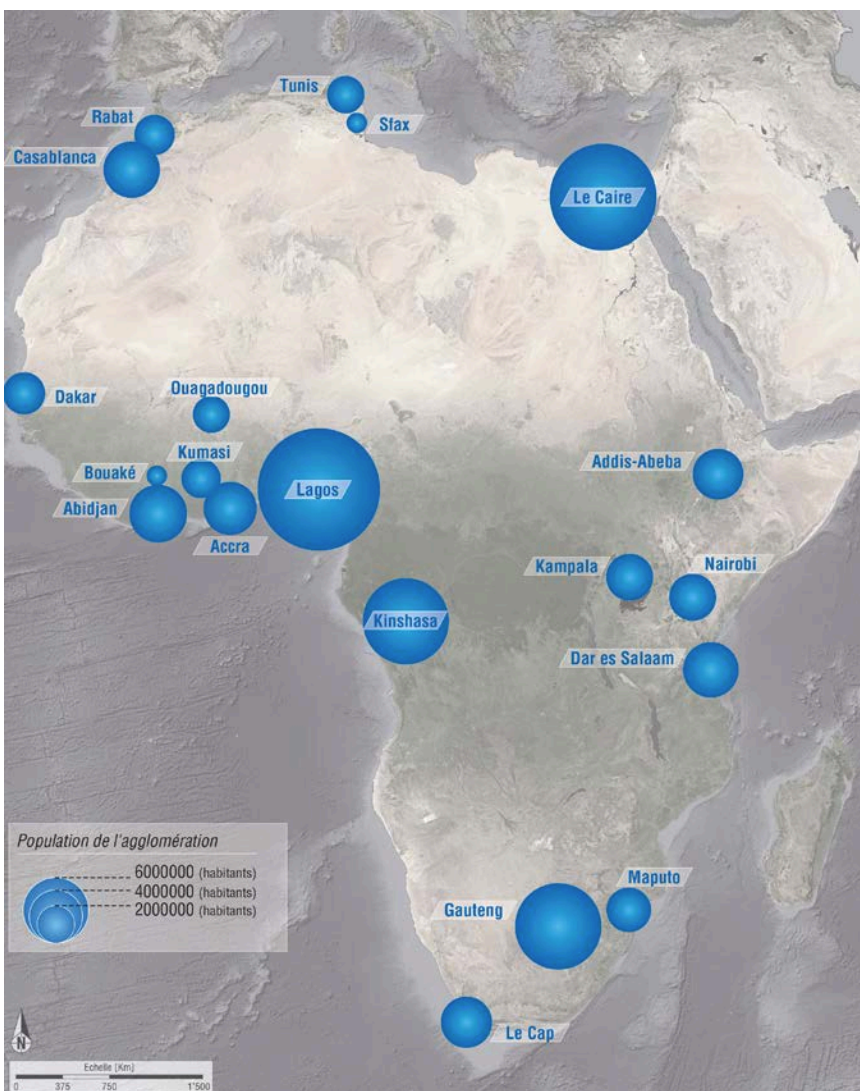 Tunis
Sfax
Rabat
Casablanca
Le Caire
Dakar
Ouagadougou
Kumasi
Bouaké
Abidjan
Accra
Lagos
Addis-Abeba
Kampala
Nairobi
Kinshasa
Dar es Salaam
Population de l'agglomération
6000000 (habitants)
4000000 (habitants)
2000000 (habitants)
Maputo
Gauteng
Le Cap
N
Echelle [Km]
0 375 750 1'500